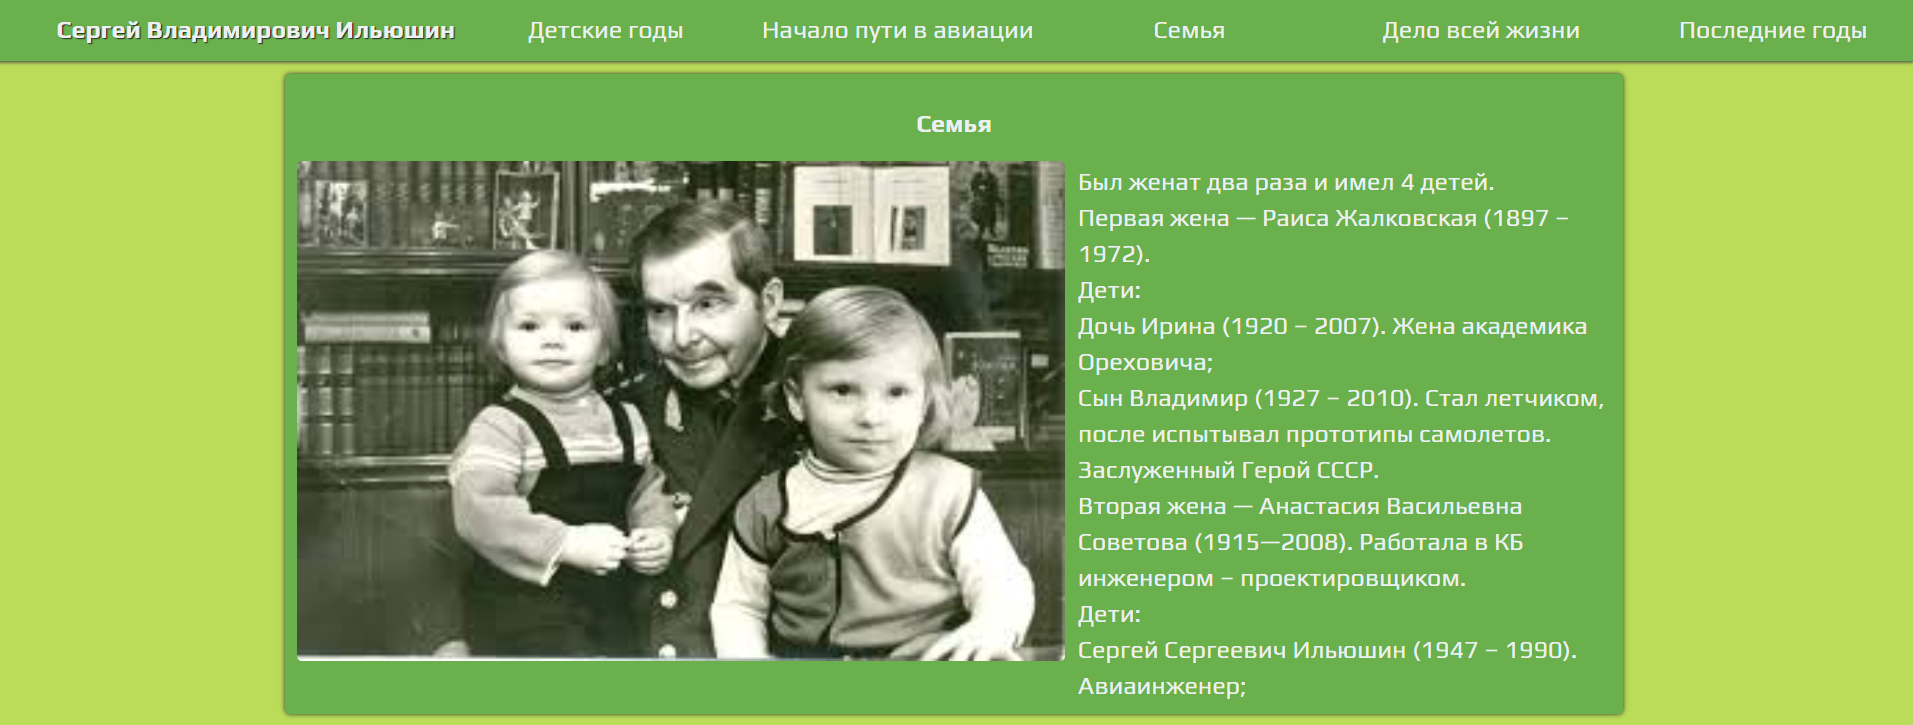 Сергей Владимирович Ильюшин
Детские годы
Начало пути в авиации
Семья
Дело всей жизни
Последние годы
Семья
Был женат два раза и имел 4 детей.
Первая жена — Раиса Жалковская (1897 –
1972).
Дети:
Дочь Ирина (1920 – 2007). Жена академика
Ореховича;
Сын Владимир (1927 – 2010). Стал летчиком,
после испытывал прототипы самолетов.
Заслуженный Герой СССР.
Вторая жена — Анастасия Васильевна
Советова (1915—2008). Работала в КБ
инженером – проектировщиком.
Дети:
Сергей Сергеевич Ильюшин (1947 – 1990).
Авиаинженер;